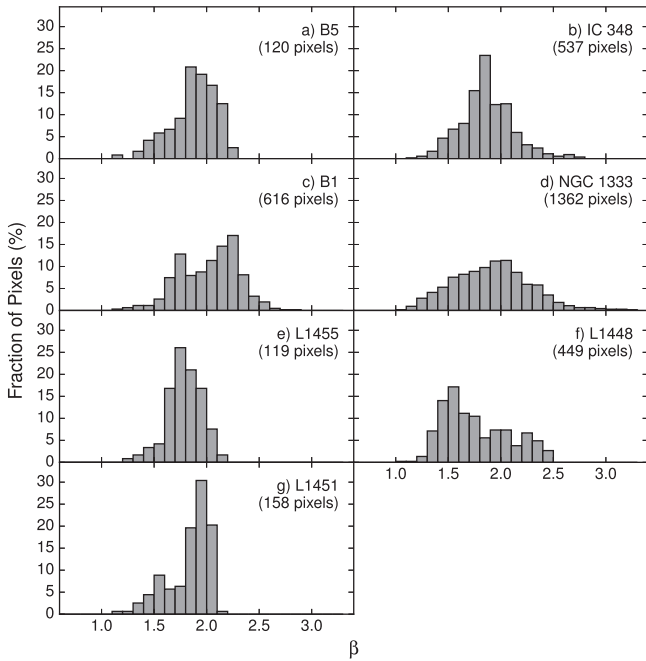 a) B5
(120 pixels)
b) IC 348
(537 pixels)
30
25
20
15
10
5
0
c) B1
(616 pixels)
d) NGC 1333
(1362 pixels)
30
25
20
15
10
5
0
Fraction of Pixels (%)
e) L1455
(119 pixels)
f) L1448
(449 pixels)
30
25
20
15
10
5
0
1.0 1.5 2.0 2.5 3.0
g) L1451
(158 pixels)
30
25
20
15
10
5
0
1.0 1.5 2.0 2.5 3.0
β